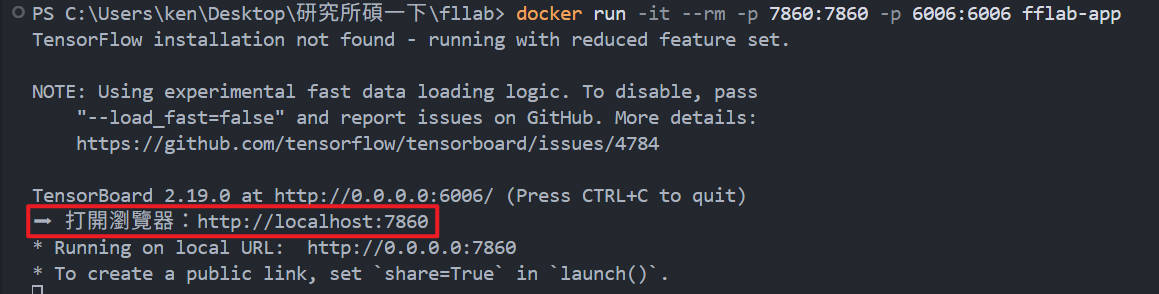 PS C:\Users\ken\Desktop\研究所碩一下\fllab> docker run -it --rm -p 7860:7860 -p 6006:6006 fflab-app
TensorFlow installation not found - running with reduced feature set.
NOTE: Using experimental fast data loading logic. To disable, pass
"--load_fast=false" and report issues on GitHub. More details:
https://github.com/tensorflow/tensorboard/issues/4784
TensorBoard 2.19.0 at http://0.0.0.0:6006/ (Press CTRL+C to quit)
➡ 打開瀏覽器：http://localhost:7860
* Running on local URL:  http://0.0.0.0:7860
* To create a public link, set `share=True` in `launch()`.